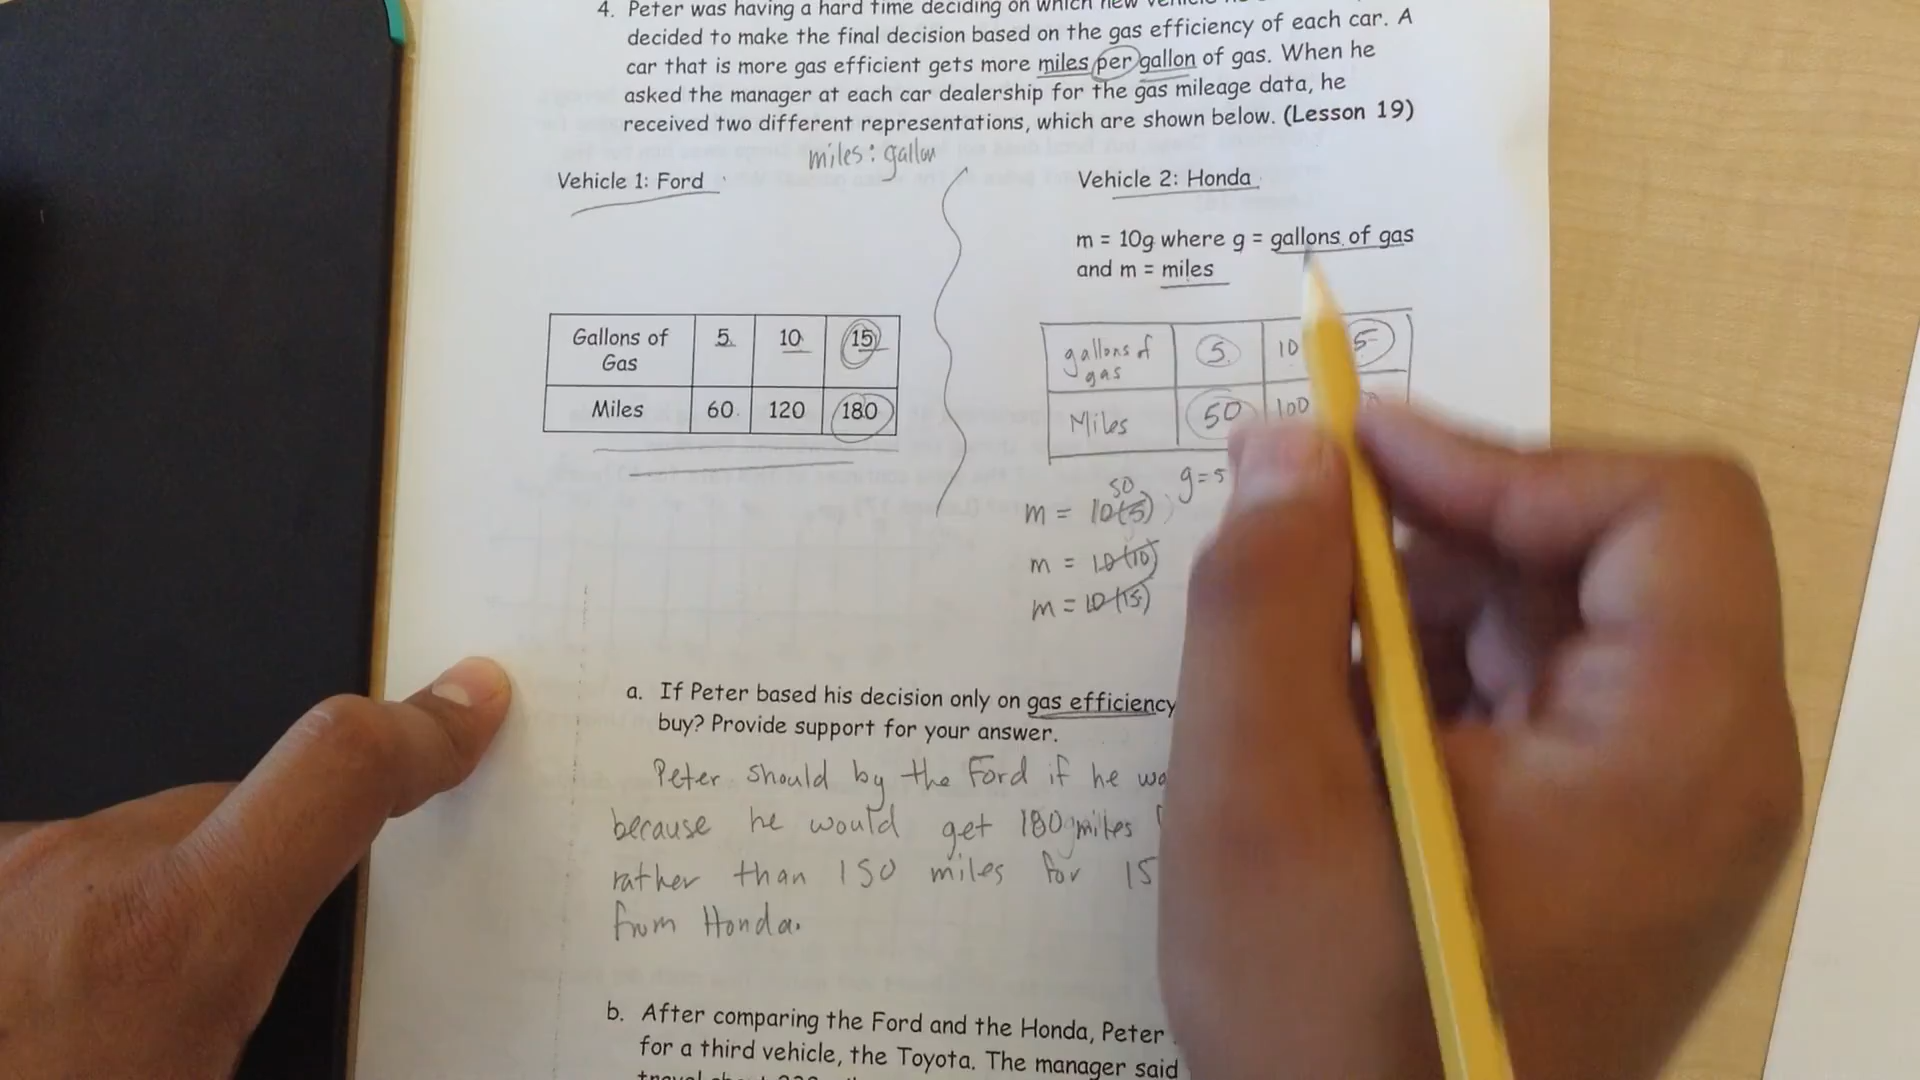 4. Peter was having a hard time deciding on which new
decided to make the final decision based on the gas efficiency of each car. A
car that is more gas efficient gets more miles per gallon of gas. When he
asked the manager at each car dealership for the gas mileage data, he
received two different representations, which are shown below. (Lesson 19)
miles: gallon
Vehicle 1: Ford
Gallons of Gas 5 10 15
Miles 60 120 180
Vehicle 2: Honda
m = 10g where g = gallons of gas
and m = miles
gallons of gas 5 10
Miles 50 100
50
m = 10(5) g=5
m = 10(10)
m = 10(15)
a. If Peter based his decision only on gas efficiency
buy? Provide support for your answer.
Peter should by the Ford if he
because he would get 180 miles
rather than 150 miles for 15
from Honda.
b. After comparing the Ford and the Honda, Peter
for a third vehicle, the Toyota. The manager said